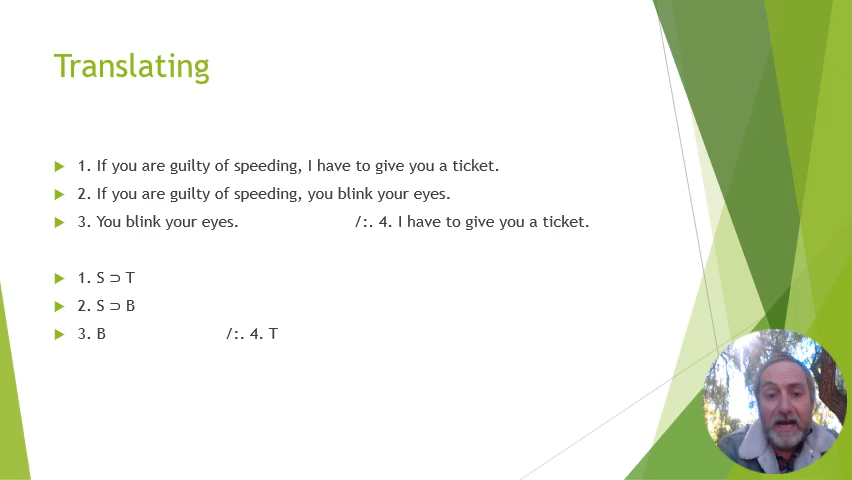 Translating
1. If you are guilty of speeding, I have to give you a ticket.
2. If you are guilty of speeding, you blink your eyes.
3. You blink your eyes. /:. 4. I have to give you a ticket.
1. S ⊃ T
2. S ⊃ B
3. B /:. 4. T